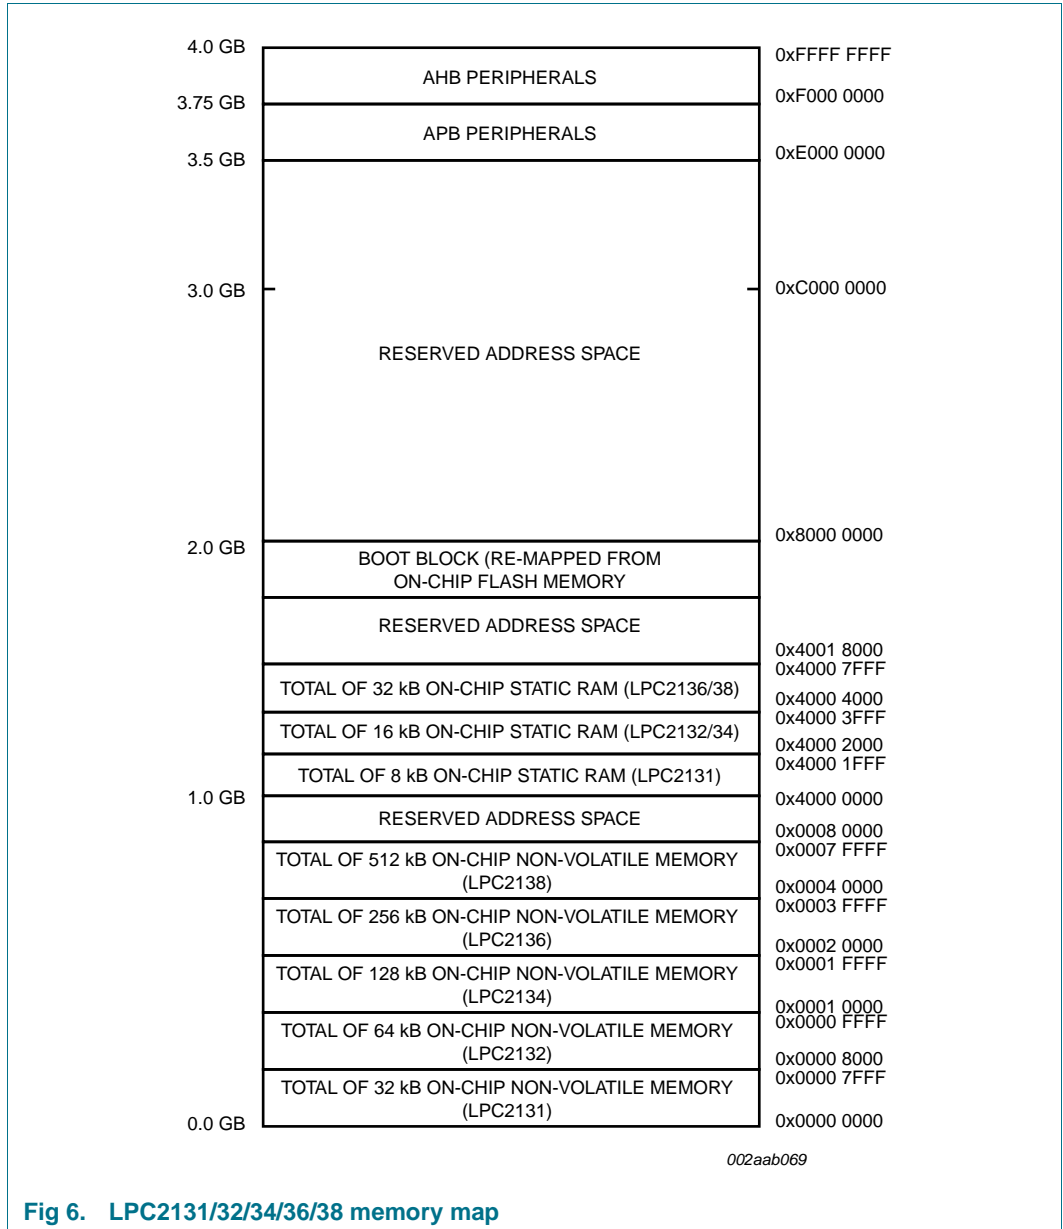 4.0 GB
AHB PERIPHERALS
0xFFFF FFFF
3.75 GB
0xF000 0000
APB PERIPHERALS
3.5 GB
0xE000 0000
3.0 GB
0xC000 0000
RESERVED ADDRESS SPACE
2.0 GB
0x8000 0000
BOOT BLOCK (RE-MAPPED FROM
ON-CHIP FLASH MEMORY
RESERVED ADDRESS SPACE
0x4001 8000
0x4000 7FFF
TOTAL OF 32 kB ON-CHIP STATIC RAM (LPC2136/38)
0x4000 4000
0x4000 3FFF
TOTAL OF 16 kB ON-CHIP STATIC RAM (LPC2132/34)
0x4000 2000
0x4000 1FFF
TOTAL OF 8 kB ON-CHIP STATIC RAM (LPC2131)
1.0 GB
0x4000 0000
RESERVED ADDRESS SPACE
0x0008 0000
0x0007 FFFF
TOTAL OF 512 kB ON-CHIP NON-VOLATILE MEMORY
(LPC2138)
0x0004 0000
0x0003 FFFF
TOTAL OF 256 kB ON-CHIP NON-VOLATILE MEMORY
(LPC2136)
0x0002 0000
0x0001 FFFF
TOTAL OF 128 kB ON-CHIP NON-VOLATILE MEMORY
(LPC2134)
0x0001 0000
0x0000 FFFF
TOTAL OF 64 kB ON-CHIP NON-VOLATILE MEMORY
(LPC2132)
0x0000 8000
0x0000 7FFF
TOTAL OF 32 kB ON-CHIP NON-VOLATILE MEMORY
(LPC2131)
0.0 GB
0x0000 0000
002aab069
Fig 6. LPC2131/32/34/36/38 memory map